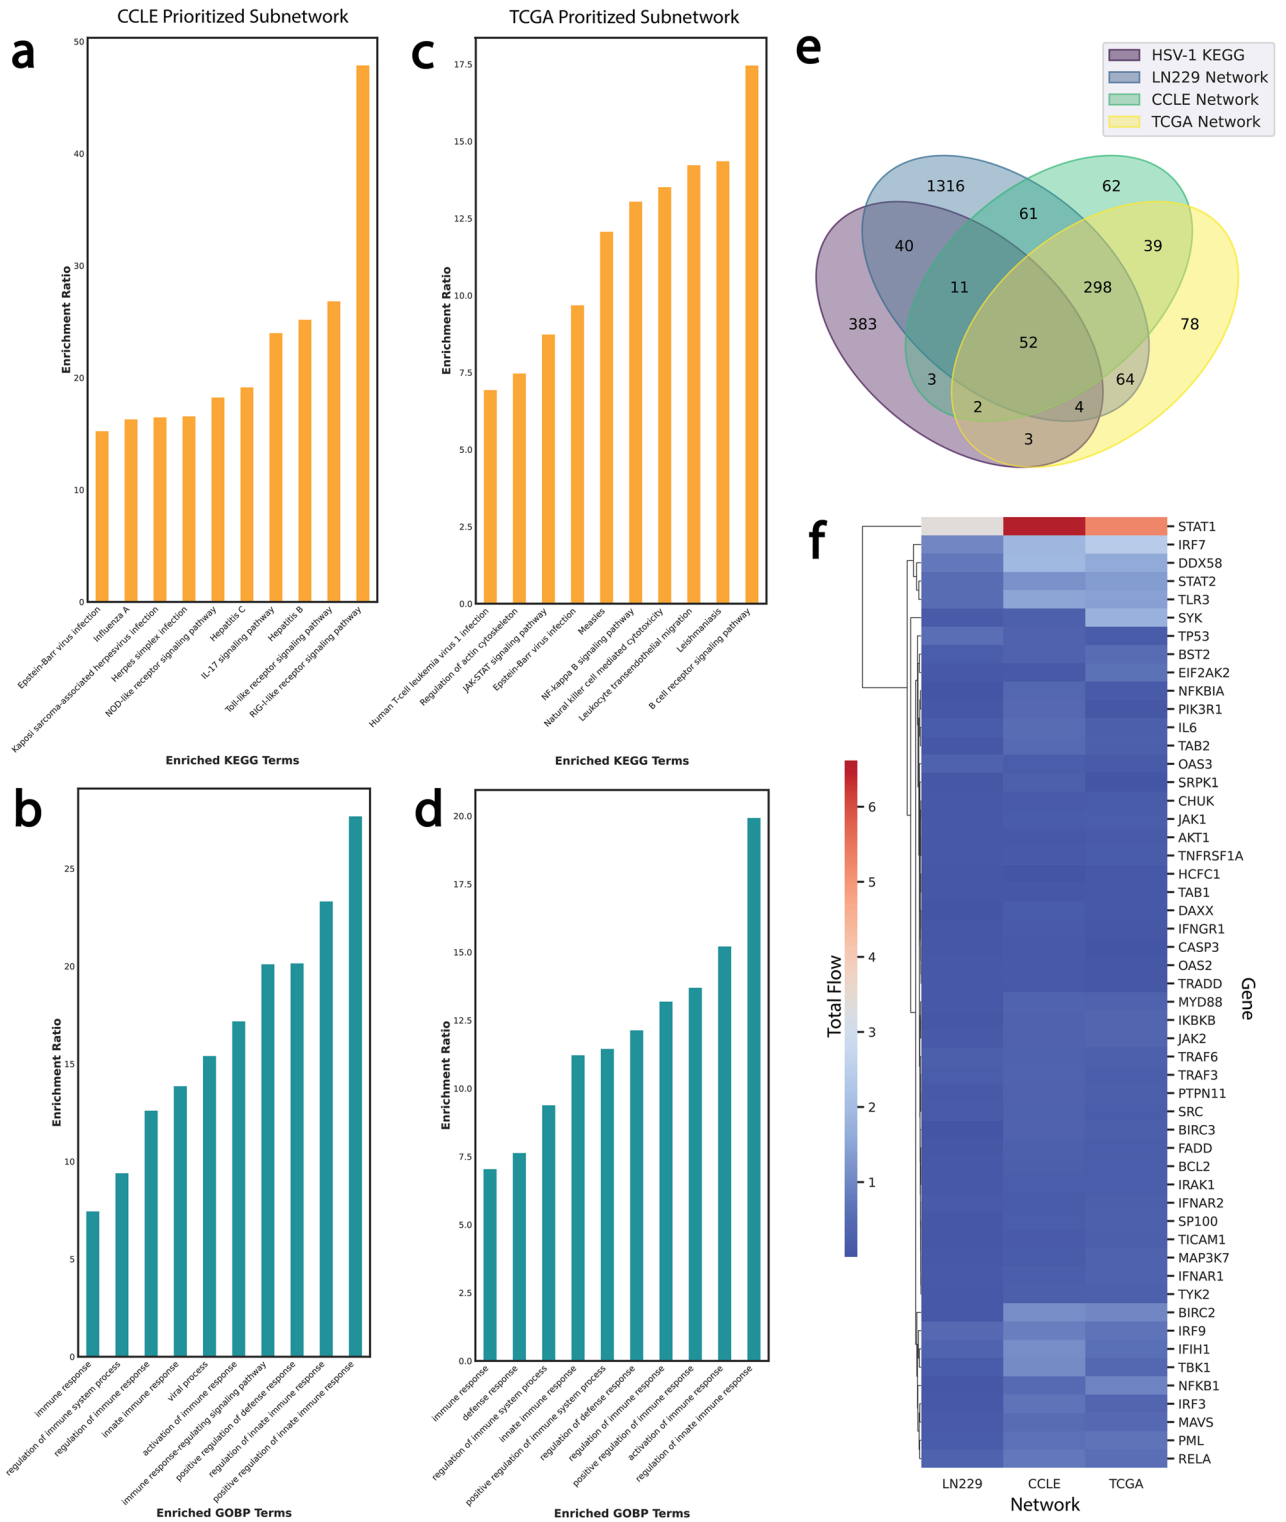 CCLE Prioritized Subnetwork
TCGA Proritized Subnetwork
a
50
40
30
20
10
0
Enrichment Ratio
Epstein-Barr virus infection
Influenza A
Kaposi sarcoma-associated herpesvirus infection
Herpes simplex infection
NOD-like receptor signaling pathway
Hepatitis C
IL-17 signaling pathway
Hepatitis B
Toll-like receptor signaling pathway
RIG-I-like receptor signaling pathway
Enriched KEGG Terms
c
17.5
15.0
12.5
10.0
7.5
5.0
2.5
0.0
Enrichment Ratio
Human T-cell leukemia virus 1 infection
Regulation of actin cytoskeleton
JAK-STAT signaling pathway
Epstein-Barr virus infection
Measles
NF-kappa B signaling pathway
Natural killer cell mediated cytotoxicity
Leukocyte transendothelial migration
Leishmaniasis
B cell receptor signaling pathway
Enriched KEGG Terms
e
HSV-1 KEGG
LN229 Network
CCLE Network
TCGA Network
1316
62
61
40
39
11
298
383
78
52
3
64
2
4
3
b
25
20
15
10
5
0
Enrichment Ratio
immune response
regulation of immune system process
regulation of immune response
innate immune response
viral process
activation of immune response
immune response-regulating signaling pathway
positive regulation of defense response
regulation of innate immune response
positive regulation of innate immune response
Enriched GOBP Terms
d
20.0
17.5
15.0
12.5
10.0
7.5
5.0
2.5
0.0
Enrichment Ratio
immune response
defense response
regulation of immune system process
innate immune response
positive regulation of immune system process
regulation of defense response
regulation of immune response
positive regulation of immune response
activation of immune response
regulation of innate immune response
Enriched GOBP Terms
f
Total Flow
6
5
4
3
2
1
STAT1
IRF7
DDX58
STAT2
TLR3
SYK
TP53
BST2
EIF2AK2
NFKBIA
PIK3R1
IL6
TAB2
OAS3
SRPK1
CHUK
JAK1
AKT1
TNFRSF1A
HCFC1
TAB1
DAXX
IFNGR1
CASP3
OAS2
TRADD
MYD88
IKBKB
JAK2
TRAF6
TRAF3
PTPN11
SRC
BIRC3
FADD
BCL2
IRAK1
IFNAR2
SP100
TICAM1
MAP3K7
IFNAR1
TYK2
BIRC2
IRF9
IFIH1
TBK1
NFKB1
IRF3
MAVS
PML
RELA
Gene
LN229
CCLE
TCGA
Network